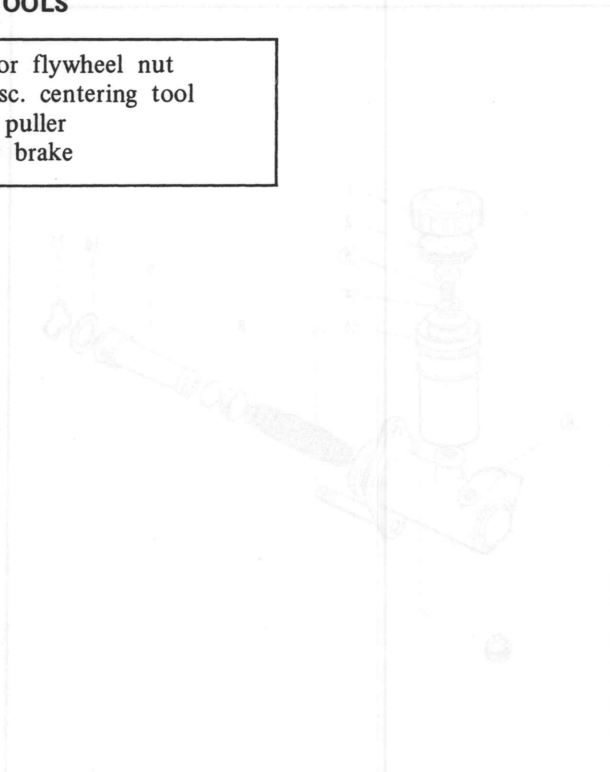 OOLS
or flywheel nut
sc. centering tool
puller
brake